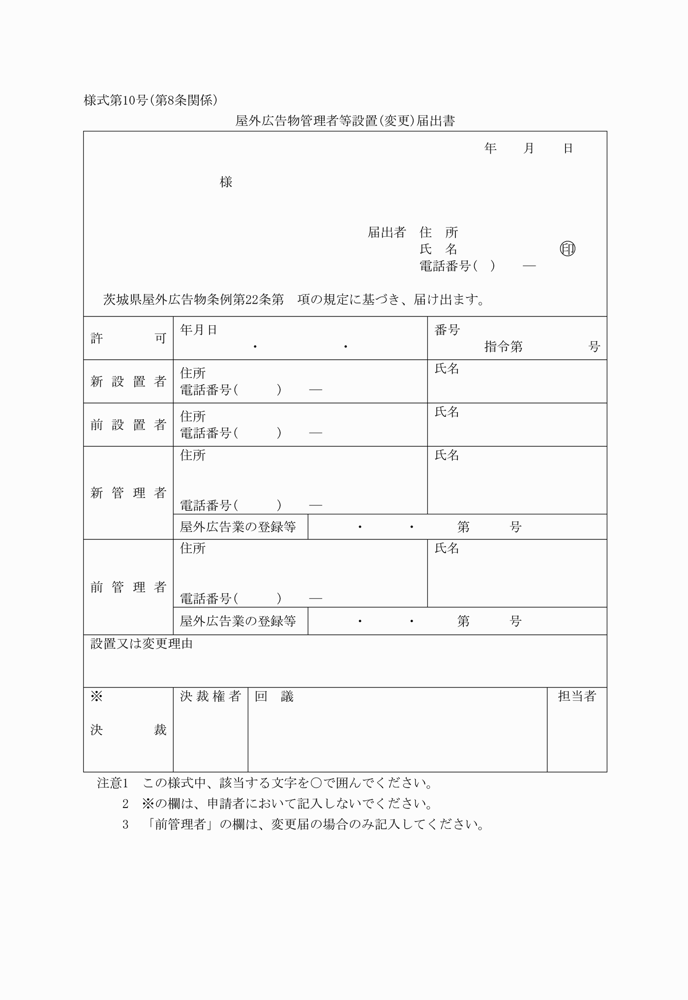 様式第10号(第8条関係)
屋外広告物管理者等設置(変更)届出書
年　　月　　日
様
届出者　住　所
氏　名　　　　　　　　㊞
電話番号(　)　　―
茨城県屋外広告物条例第22条第　項の規定に基づき、届け出ます。
許可　年月日　番号
・　　　　・　　指令第　　　　号
新設置者　住所　氏名
電話番号(　　　)　　―
前設置者　住所　氏名
電話番号(　　　)　　―
住所　氏名
新管理者
電話番号(　　　)　　―
屋外広告業の登録等　　・　　・　　第　　号
住所　氏名
前管理者
電話番号(　　　)　　―
屋外広告業の登録等　　・　　・　　第　　号
設置又は変更理由
※　決裁権者　回　議　担当者
決裁
注意1　この様式中、該当する文字を○で囲んでください。
2　※の欄は、申請者において記入しないでください。
3　「前管理者」の欄は、変更届の場合のみ記入してください。